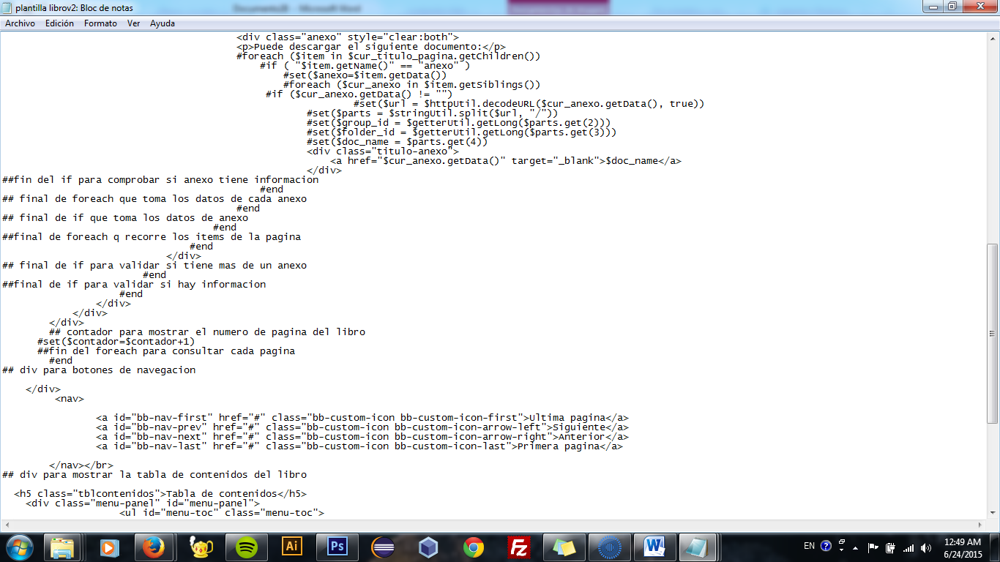 plantilla librov2: Bloc de notas
Archivo Edición Formato Ver Ayuda
<div class="anexo" style="clear:both">
<p>Puede descargar el siguiente documento:</p>
#foreach ($item in $cur_titulo_pagina.getChildren())
#if ( "$item.getName()" == "anexo" )
#set($anexo=$item.getData())
#foreach ($cur_anexo in $item.getSiblings())
#if ($cur_anexo.getData() != "")
#set($url = $httpUtil.decodeURL($cur_anexo.getData(), true))
#set($parts = $stringUtil.split($url, "/"))
#set($group_id = $getterUtil.getLong($parts.get(2)))
#set($folder_id = $getterUtil.getLong($parts.get(3)))
#set($doc_name = $parts.get(4))
<div class="titulo-anexo">
<a href="$cur_anexo.getData()" target="_blank">$doc_name</a>
</div>
##fin del if para comprobar si anexo tiene informacion
#end
## final de foreach que toma los datos de cada anexo
#end
## final de if que toma los datos de anexo
#end
##final de foreach q recorre los items de la pagina
#end
</div>
## final de if para validar si tiene mas de un anexo
#end
##final de if para validar si hay informacion
#end
</div>
</div>
</div>
## contador para mostrar el numero de pagina del libro
#set($contador=$contador+1)
##fin del foreach para consultar cada pagina
#end
## div para botones de navegacion
</div>
<nav>
<a id="bb-nav-first" href="#" class="bb-custom-icon bb-custom-icon-first">Ultima pagina</a>
<a id="bb-nav-prev" href="#" class="bb-custom-icon bb-custom-icon-arrow-left">Siguiente</a>
<a id="bb-nav-next" href="#" class="bb-custom-icon bb-custom-icon-arrow-right">Anterior</a>
<a id="bb-nav-last" href="#" class="bb-custom-icon bb-custom-icon-last">Primera pagina</a>
</nav></br>
## div para mostrar la tabla de contenidos del libro
<h5 class="tblcontenidos">Tabla de contenidos</h5>
<div class="menu-panel" id="menu-panel">
<ul id="menu-toc" class="menu-toc">
Ai Ps Fz W EN 12:49 AM
6/24/2015